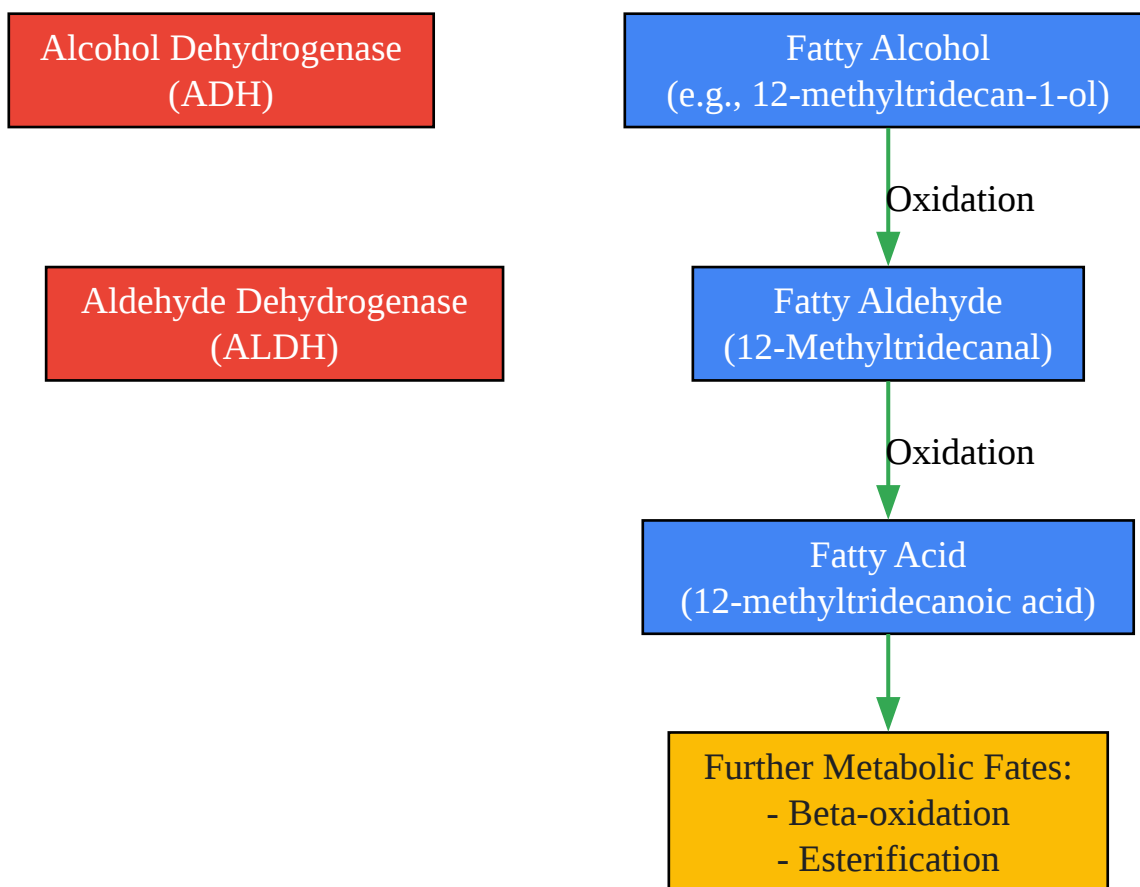 Alcohol Dehydrogenase
(ADH)
Fatty Alcohol
(e.g., 12-methyltridecan-1-ol)
Oxidation
Aldehyde Dehydrogenase
(ALDH)
Fatty Aldehyde
(12-Methyltridecanal)
Oxidation
Fatty Acid
(12-methyltridecanoic acid)
Further Metabolic Fates:
- Beta-oxidation
- Esterification